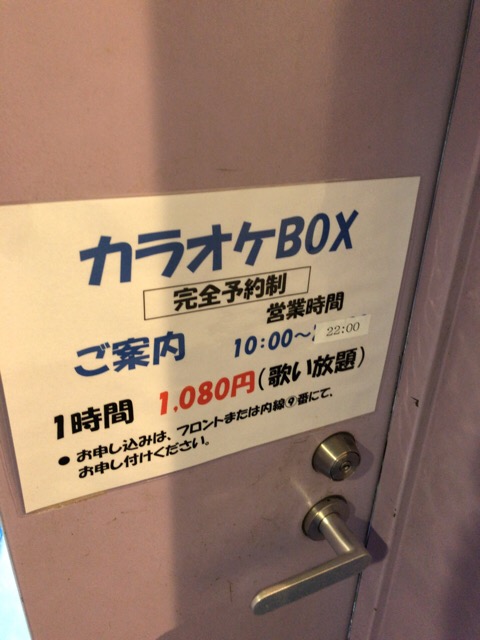 カラオケBOX
完全予約制
営業時間
ご案内 10:00～22:00
1時間 1,080円(歌い放題)
● お申し込みは、フロントまたは内線⑨番にて、
お申し付けください。